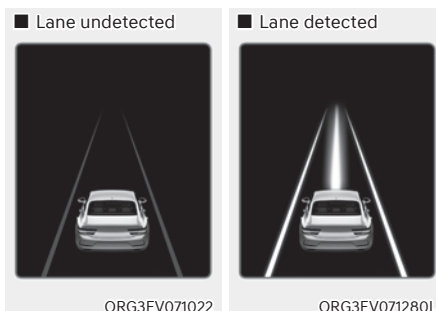 ■ Lane undetected
■ Lane detected
ORG3EV071022
ORG3EV071280L